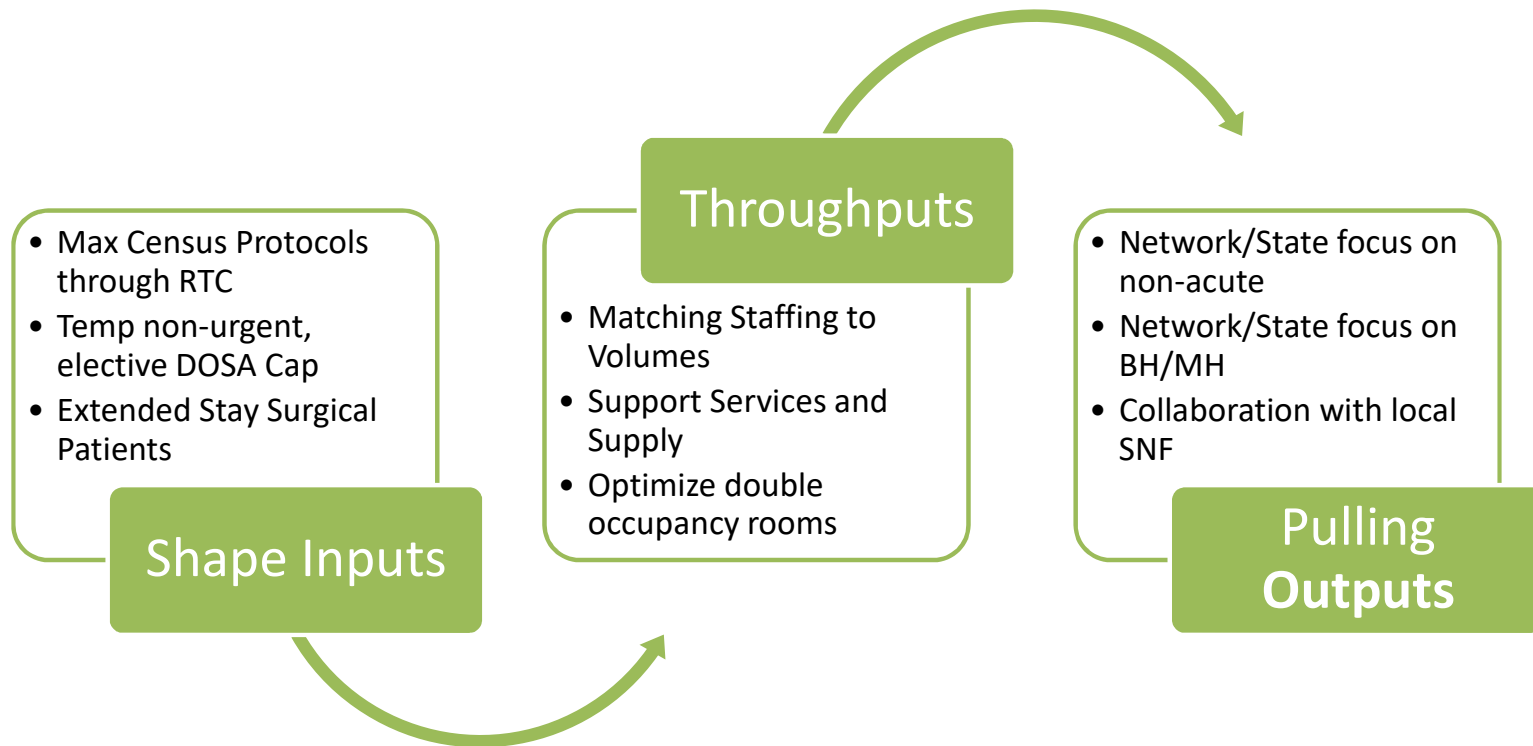 • Max Census Protocols
through RTC
• Temp non-urgent,
elective DOSA Cap
• Extended Stay Surgical
Patients
Shape Inputs
Throughputs
• Matching Staffing to
Volumes
• Support Services and
Supply
• Optimize double
occupancy rooms
• Network/State focus on
non-acute
• Network/State focus on
BH/MH
• Collaboration with local
SNF
Pulling
Outputs